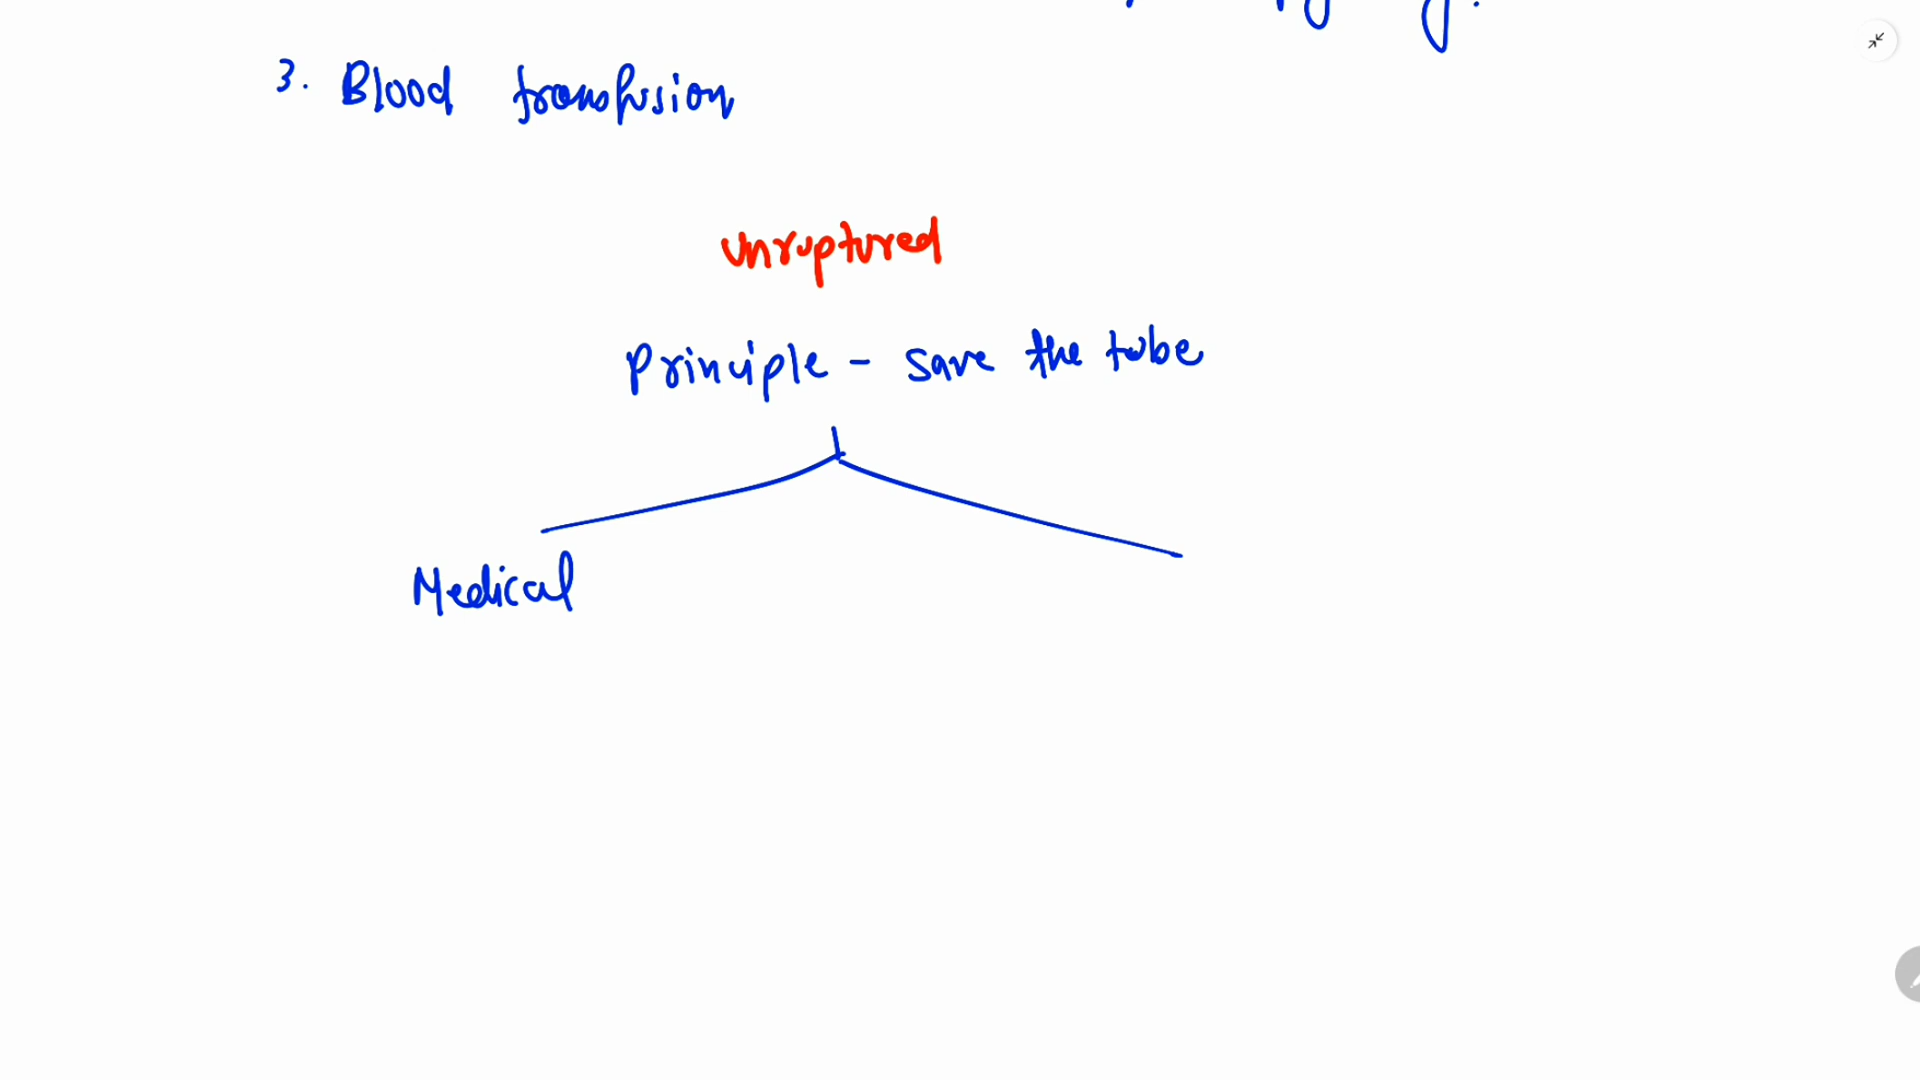 3. Blood transfusion
unruptured
Principle - save the tube
Medical